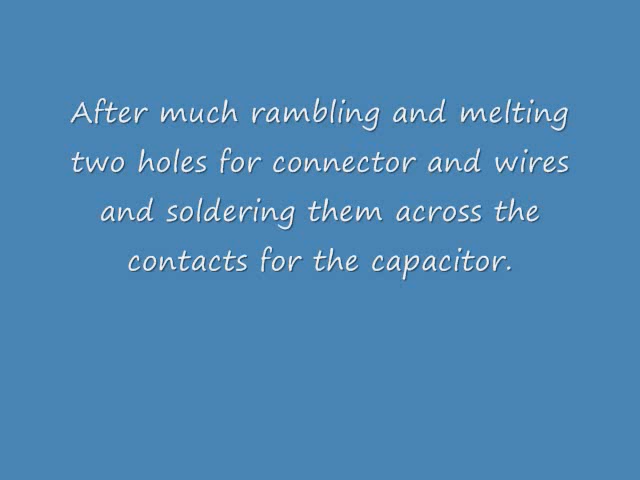 After much rambling and melting
two holes for connector and wires
and soldering them across the
contacts for the capacitor.